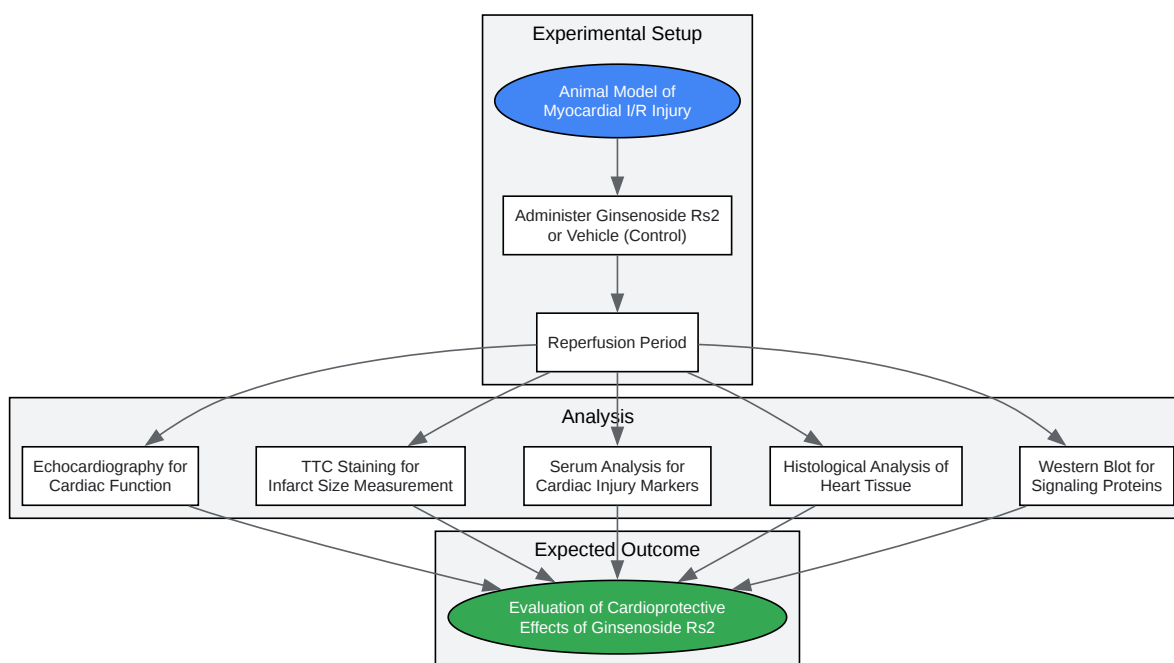 Experimental Setup
Animal Model of
Myocardial I/R Injury
Administer Ginsenoside Rs2
or Vehicle (Control)
Reperfusion Period
Analysis
Echocardiography for
Cardiac Function
TTC Staining for
Infarct Size Measurement
Serum Analysis for
Cardiac Injury Markers
Histological Analysis of
Heart Tissue
Western Blot for
Signaling Proteins
Expected Outcome
Evaluation of Cardioprotective
Effects of Ginsenoside Rs2